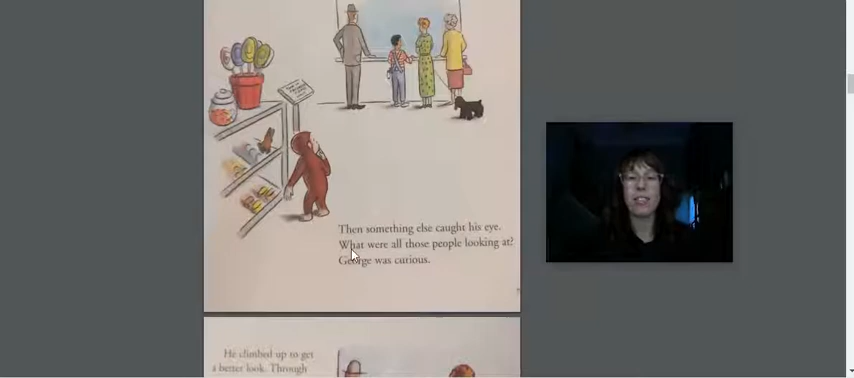 Then something else caught his eye.
What were all those people looking at?
George was curious.
He climbed up to get
a better look. Through